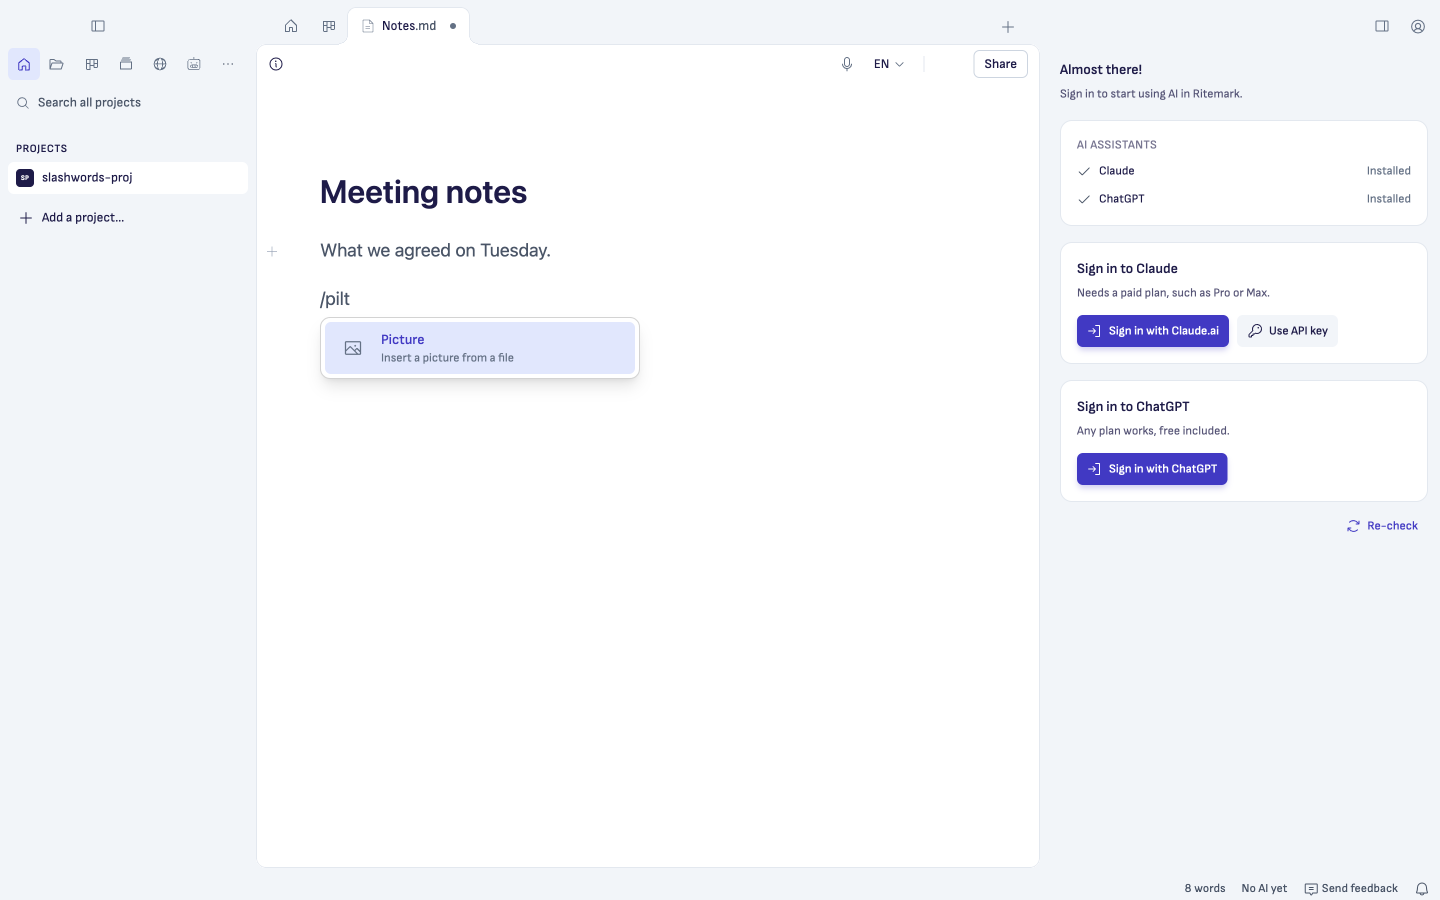 Notes.md
EN
Share
Search all projects
PROJECTS
SP
slashwords-proj
Add a project...
Meeting notes
What we agreed on Tuesday.
/pilt
Picture
Insert a picture from a file
Almost there!
Sign in to start using AI in Ritemark.
AI ASSISTANTS
Claude Installed
ChatGPT Installed
Sign in to Claude
Needs a paid plan, such as Pro or Max.
Sign in with Claude.ai Use API key
Sign in to ChatGPT
Any plan works, free included.
Sign in with ChatGPT
Re-check
8 words No AI yet Send feedback